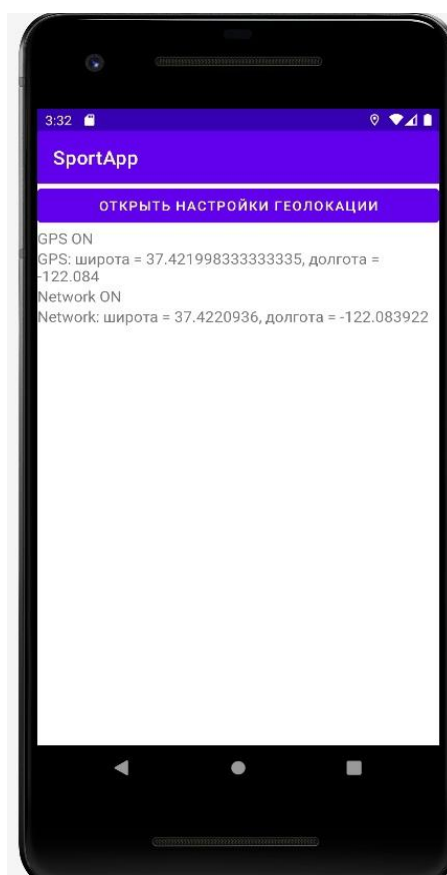 3:32
SportApp
ОТКРЫТЬ НАСТРОЙКИ ГЕОЛОКАЦИИ
GPS ON
GPS: широта = 37.421998333333335, долгота =
-122.084
Network ON
Network: широта = 37.4220936, долгота = -122.083922